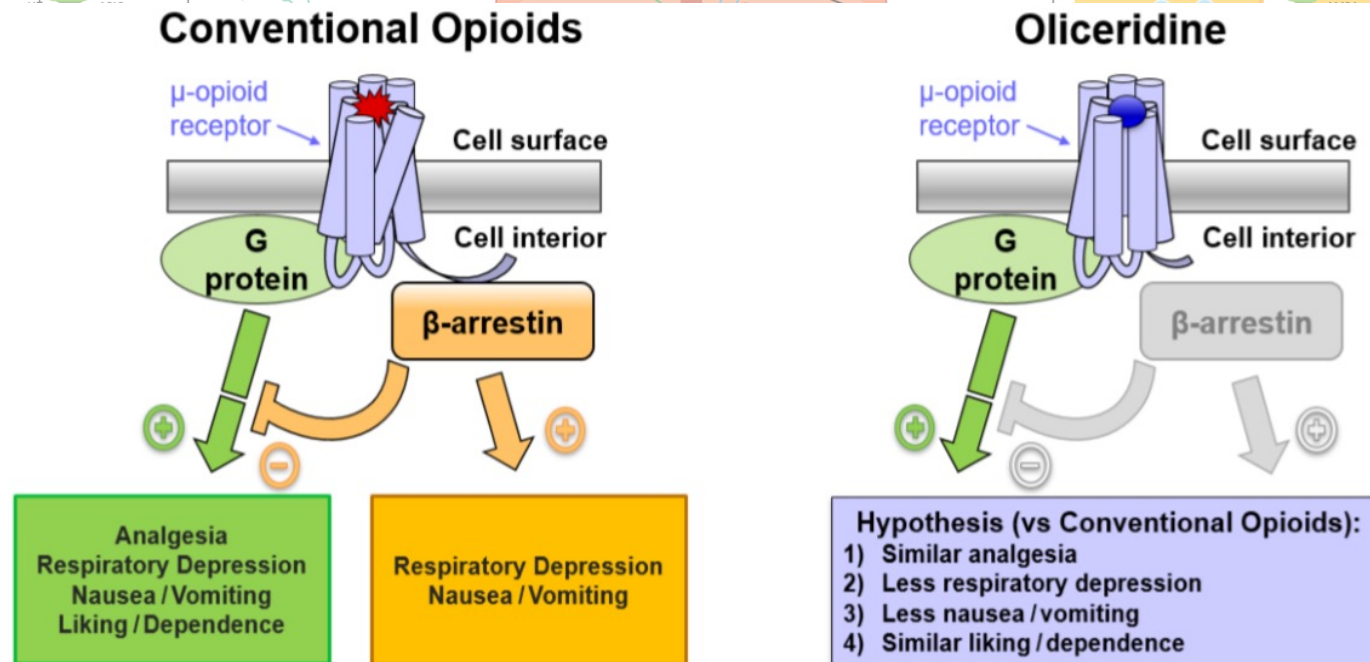 Conventional Opioids
μ-opioid
receptor
Cell surface
G
protein
Cell interior
β-arrestin
+
−
+
Analgesia
Respiratory Depression
Nausea / Vomiting
Liking / Dependence
Respiratory Depression
Nausea / Vomiting
Oliceridine
μ-opioid
receptor
Cell surface
G
protein
Cell interior
β-arrestin
+
−
+
Hypothesis (vs Conventional Opioids):
1) Similar analgesia
2) Less respiratory depression
3) Less nausea / vomiting
4) Similar liking / dependence